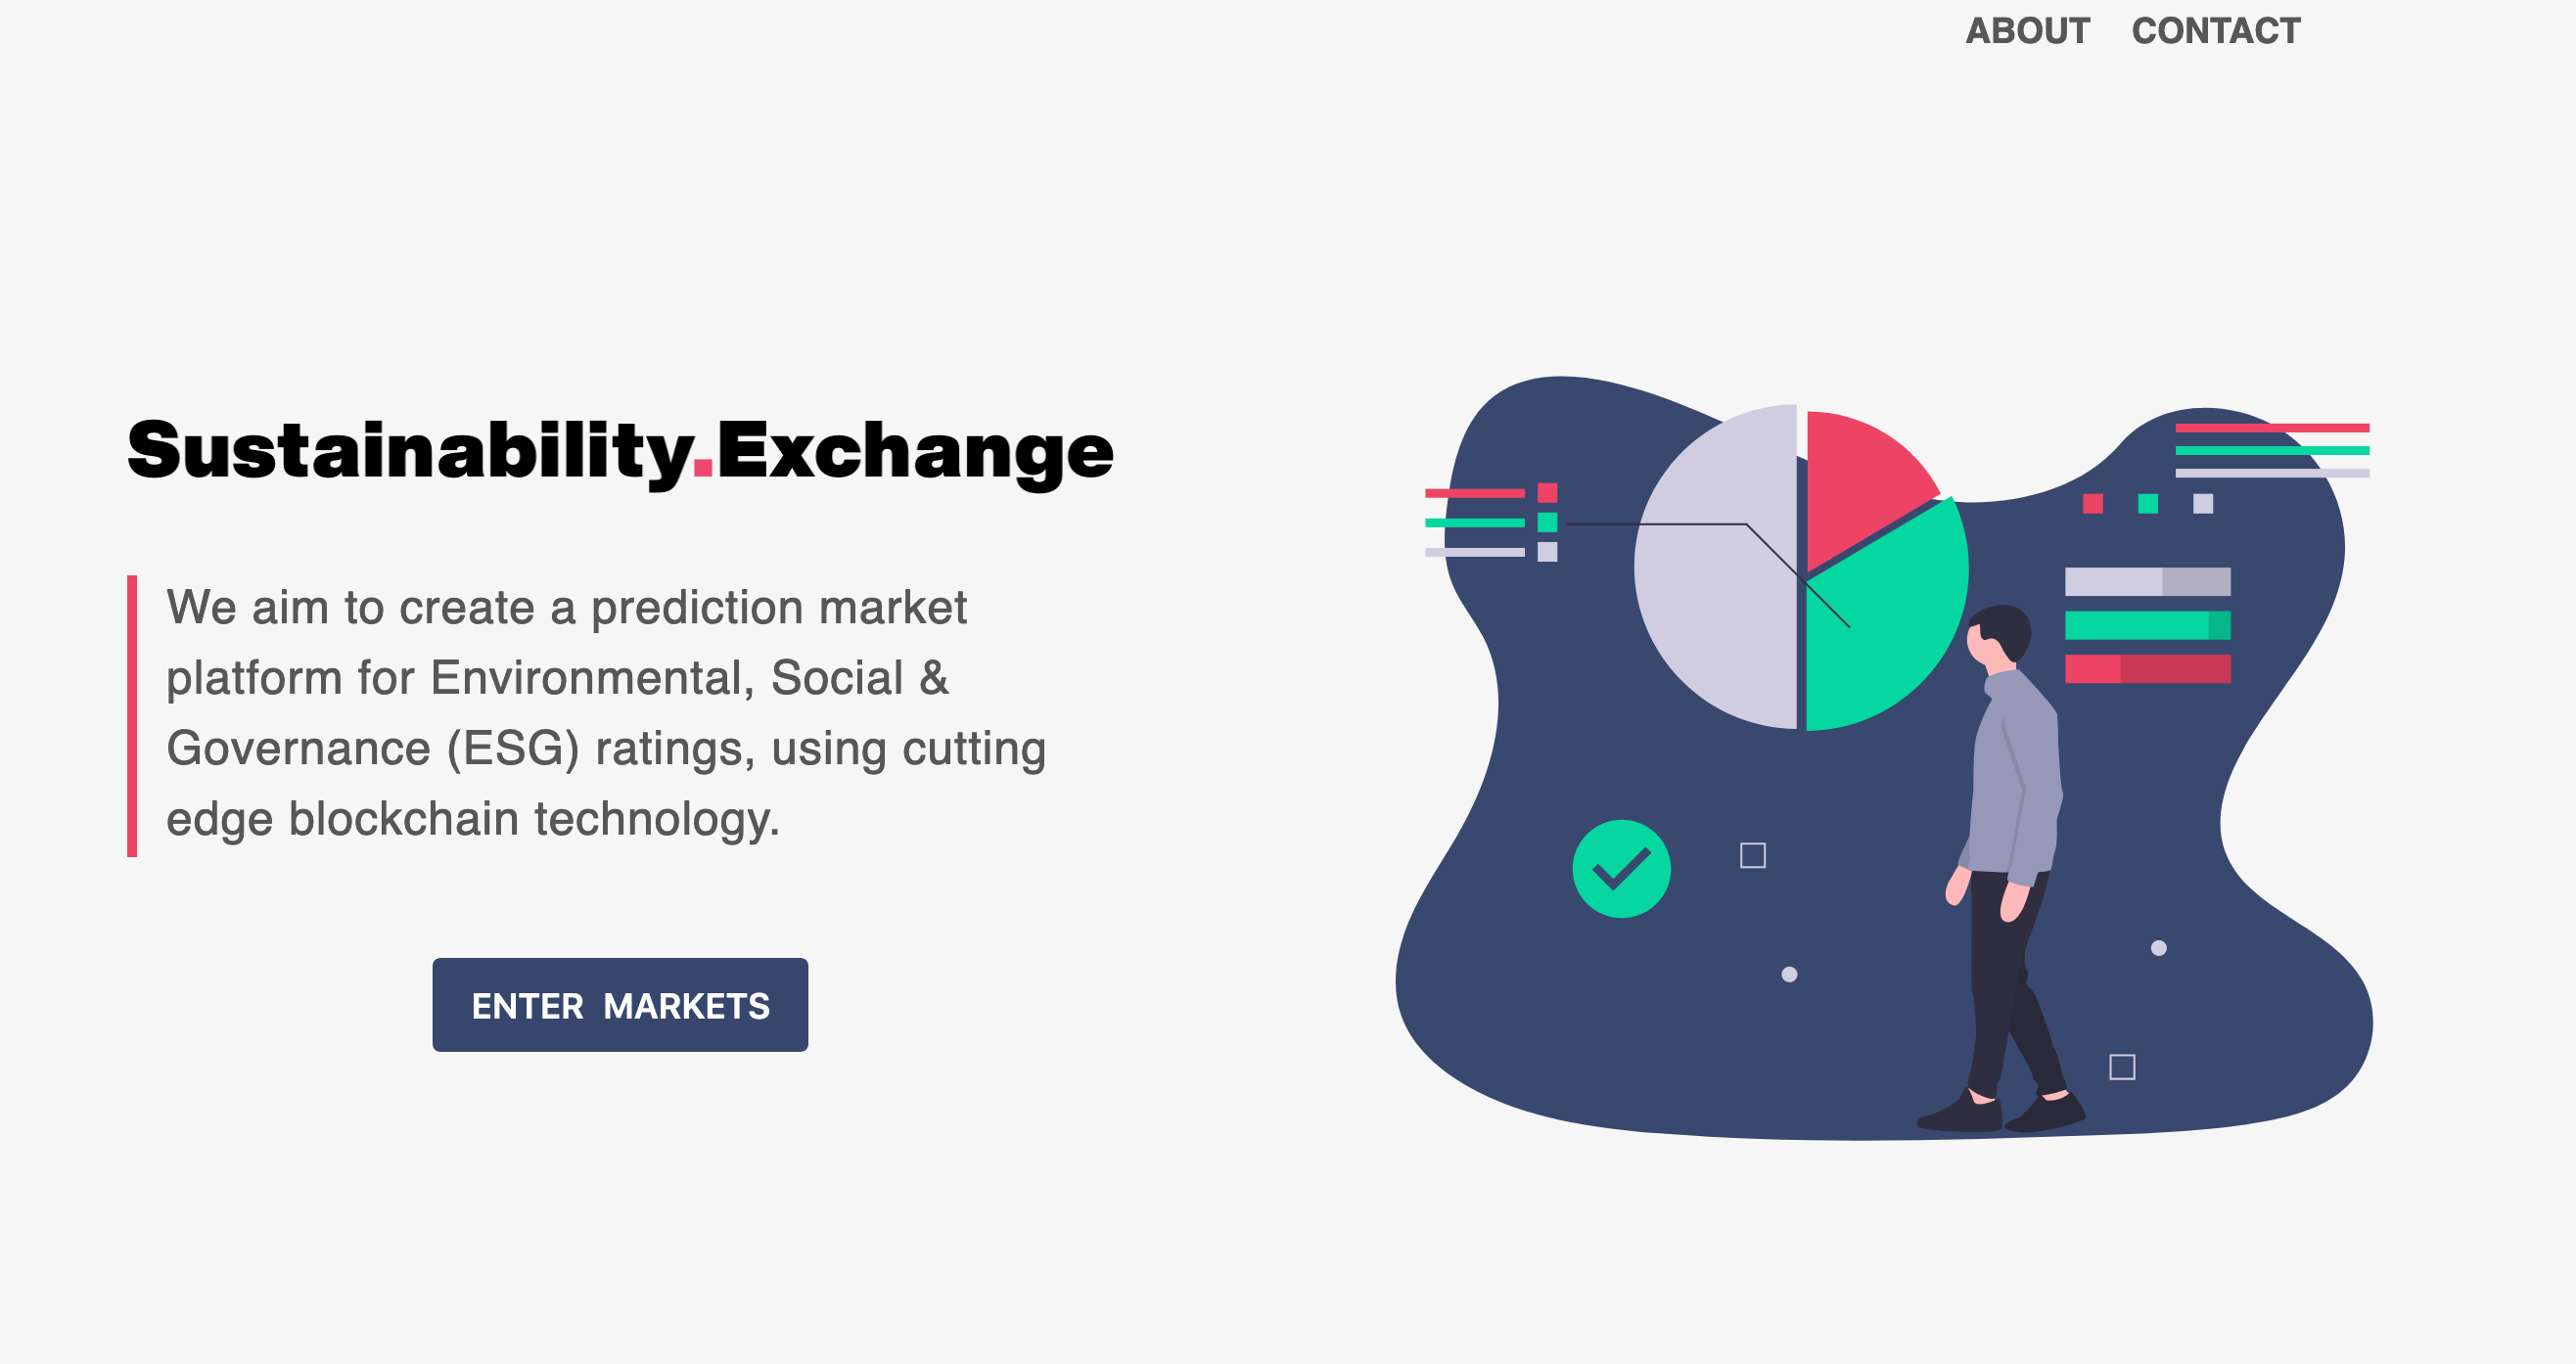 ABOUT CONTACT
Sustainability.Exchange
We aim to create a prediction market
platform for Environmental, Social &
Governance (ESG) ratings, using cutting
edge blockchain technology.
ENTER MARKETS